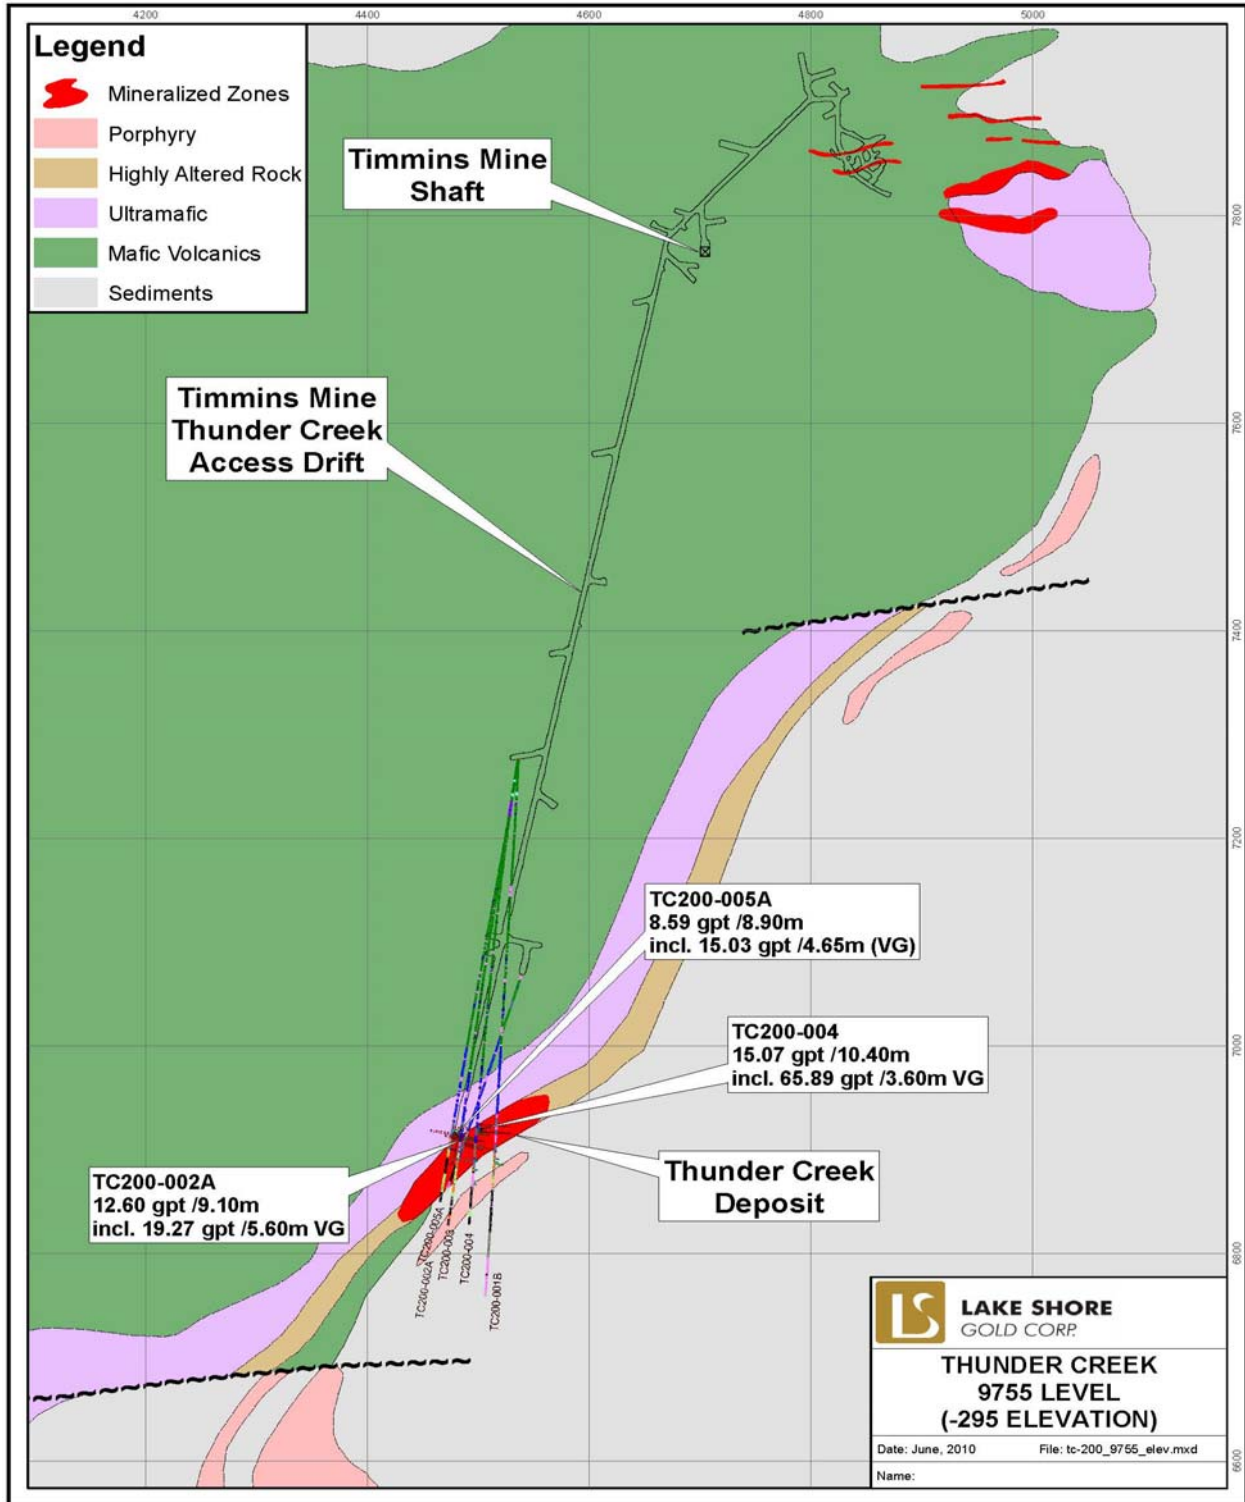 4200 4400 4600 4800 5000
Legend
Mineralized Zones
Porphyry
Highly Altered Rock
Ultramafic
Mafic Volcanics
Sediments
Timmins Mine
Shaft
7800
Timmins Mine
Thunder Creek
Access Drift
7600
7400
7200
TC200-005A
8.59 gpt /8.90m
incl. 15.03 gpt /4.65m (VG)
7000
TC200-004
15.07 gpt /10.40m
incl. 65.89 gpt /3.60m VG
Thunder Creek
Deposit
TC200-002A
12.60 gpt /9.10m
incl. 19.27 gpt /5.60m VG
TC200-002A
TC200-005A
TC200-003
TC200-004
TC200-001B
6800
LS
LAKE SHORE
GOLD CORP.
THUNDER CREEK
9755 LEVEL
(-295 ELEVATION)
Date: June, 2010 File: tc-200_9755_elev.mxd
Name:
6600